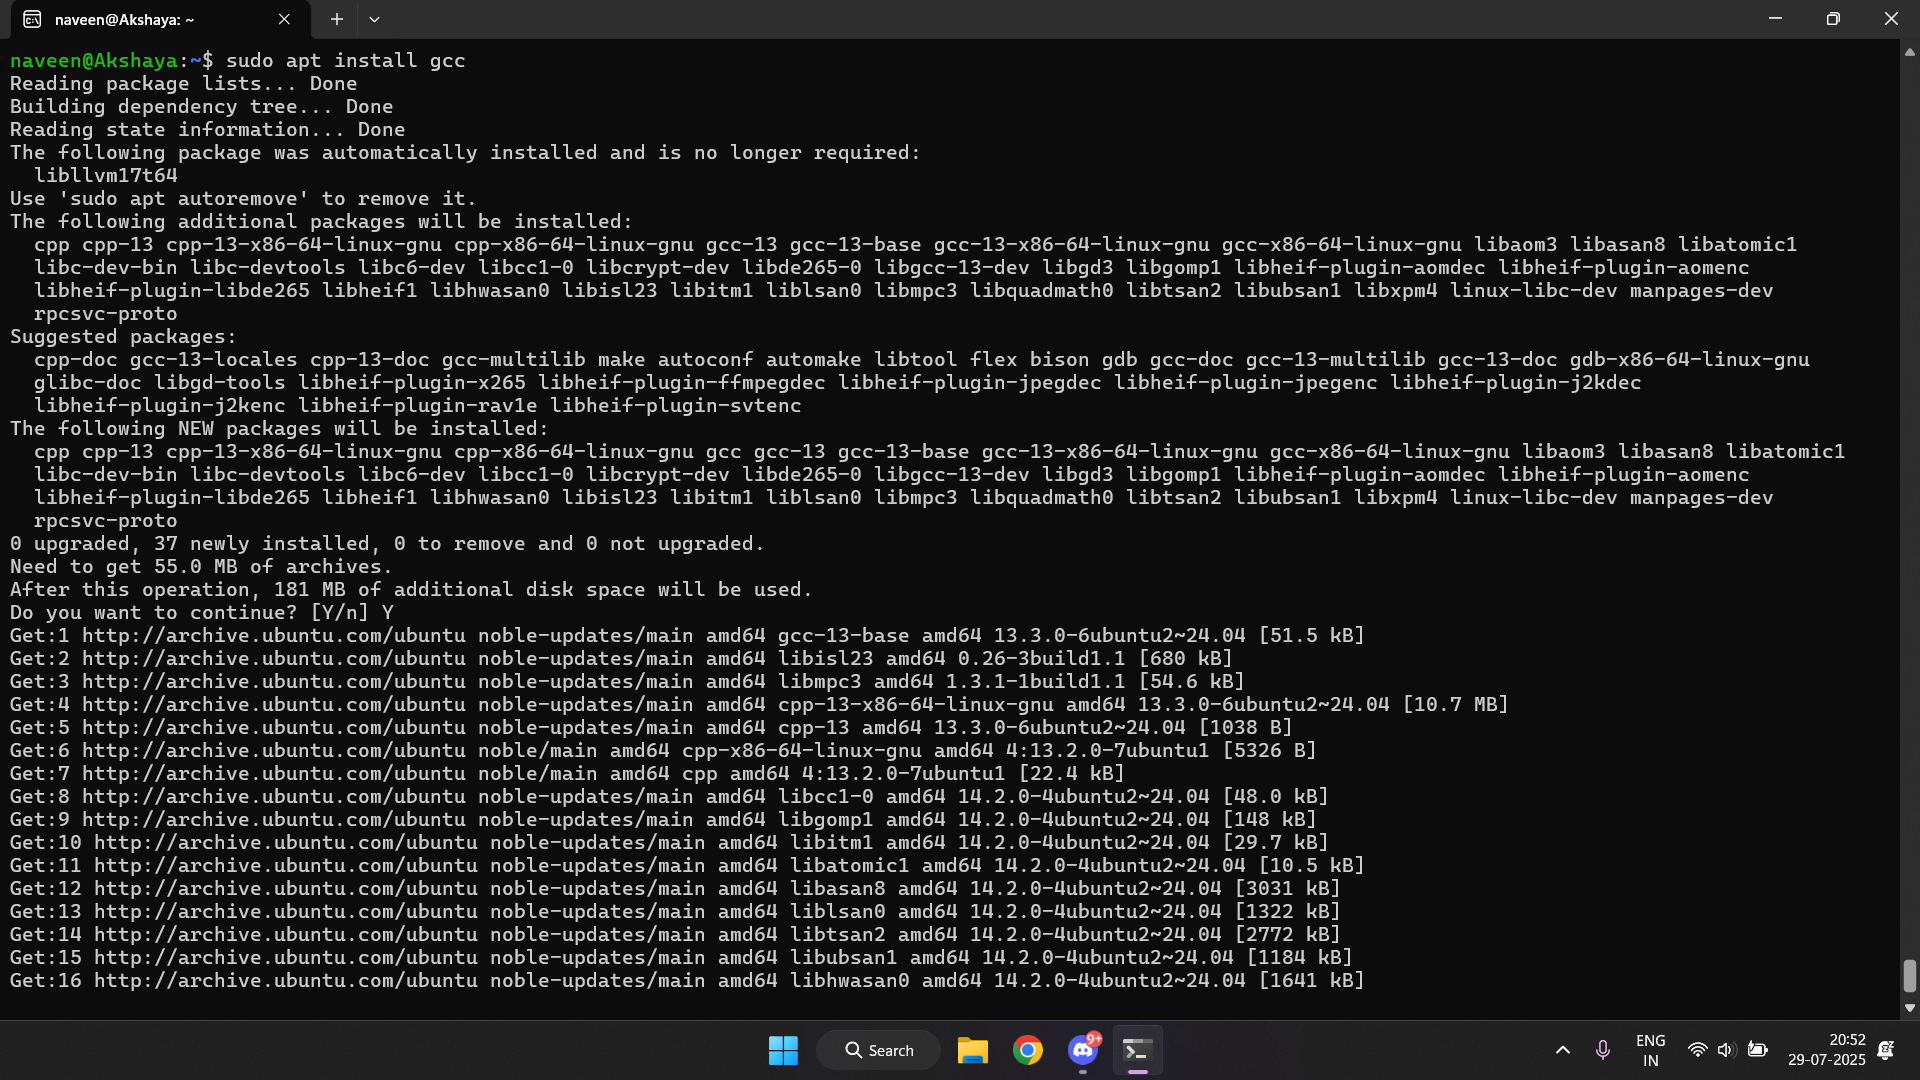 naveen@Akshaya: ~
naveen@Akshaya:~$ sudo apt install gcc
Reading package lists... Done
Building dependency tree... Done
Reading state information... Done
The following package was automatically installed and is no longer required:
  libllvm17t64
Use 'sudo apt autoremove' to remove it.
The following additional packages will be installed:
  cpp cpp-13 cpp-13-x86-64-linux-gnu cpp-x86-64-linux-gnu gcc-13 gcc-13-base gcc-13-x86-64-linux-gnu gcc-x86-64-linux-gnu libaom3 libasan8 libatomic1
  libc-dev-bin libc-devtools libc6-dev libcc1-0 libcrypt-dev libde265-0 libgcc-13-dev libgd3 libgomp1 libheif-plugin-aomdec libheif-plugin-aomenc
  libheif-plugin-libde265 libheif1 libhwasan0 libisl23 libitm1 liblsan0 libmpc3 libquadmath0 libtsan2 libubsan1 libxpm4 linux-libc-dev manpages-dev
  rpcsvc-proto
Suggested packages:
  cpp-doc gcc-13-locales cpp-13-doc gcc-multilib make autoconf automake libtool flex bison gdb gcc-doc gcc-13-multilib gcc-13-doc gdb-x86-64-linux-gnu
  glibc-doc libgd-tools libheif-plugin-x265 libheif-plugin-ffmpegdec libheif-plugin-jpegdec libheif-plugin-jpegenc libheif-plugin-j2kdec
  libheif-plugin-j2kenc libheif-plugin-rav1e libheif-plugin-svtenc
The following NEW packages will be installed:
  cpp cpp-13 cpp-13-x86-64-linux-gnu cpp-x86-64-linux-gnu gcc gcc-13 gcc-13-base gcc-13-x86-64-linux-gnu gcc-x86-64-linux-gnu libaom3 libasan8 libatomic1
  libc-dev-bin libc-devtools libc6-dev libcc1-0 libcrypt-dev libde265-0 libgcc-13-dev libgd3 libgomp1 libheif-plugin-aomdec libheif-plugin-aomenc
  libheif-plugin-libde265 libheif1 libhwasan0 libisl23 libitm1 liblsan0 libmpc3 libquadmath0 libtsan2 libubsan1 libxpm4 linux-libc-dev manpages-dev
  rpcsvc-proto
0 upgraded, 37 newly installed, 0 to remove and 0 not upgraded.
Need to get 55.0 MB of archives.
After this operation, 181 MB of additional disk space will be used.
Do you want to continue? [Y/n] Y
Get:1 http://archive.ubuntu.com/ubuntu noble-updates/main amd64 gcc-13-base amd64 13.3.0-6ubuntu2~24.04 [51.5 kB]
Get:2 http://archive.ubuntu.com/ubuntu noble-updates/main amd64 libisl23 amd64 0.26-3build1.1 [680 kB]
Get:3 http://archive.ubuntu.com/ubuntu noble-updates/main amd64 libmpc3 amd64 1.3.1-1build1.1 [54.6 kB]
Get:4 http://archive.ubuntu.com/ubuntu noble-updates/main amd64 cpp-13-x86-64-linux-gnu amd64 13.3.0-6ubuntu2~24.04 [10.7 MB]
Get:5 http://archive.ubuntu.com/ubuntu noble-updates/main amd64 cpp-13 amd64 13.3.0-6ubuntu2~24.04 [1038 B]
Get:6 http://archive.ubuntu.com/ubuntu noble/main amd64 cpp-x86-64-linux-gnu amd64 4:13.2.0-7ubuntu1 [5326 B]
Get:7 http://archive.ubuntu.com/ubuntu noble/main amd64 cpp amd64 4:13.2.0-7ubuntu1 [22.4 kB]
Get:8 http://archive.ubuntu.com/ubuntu noble-updates/main amd64 libcc1-0 amd64 14.2.0-4ubuntu2~24.04 [48.0 kB]
Get:9 http://archive.ubuntu.com/ubuntu noble-updates/main amd64 libgomp1 amd64 14.2.0-4ubuntu2~24.04 [148 kB]
Get:10 http://archive.ubuntu.com/ubuntu noble-updates/main amd64 libitm1 amd64 14.2.0-4ubuntu2~24.04 [29.7 kB]
Get:11 http://archive.ubuntu.com/ubuntu noble-updates/main amd64 libatomic1 amd64 14.2.0-4ubuntu2~24.04 [10.5 kB]
Get:12 http://archive.ubuntu.com/ubuntu noble-updates/main amd64 libasan8 amd64 14.2.0-4ubuntu2~24.04 [3031 kB]
Get:13 http://archive.ubuntu.com/ubuntu noble-updates/main amd64 liblsan0 amd64 14.2.0-4ubuntu2~24.04 [1322 kB]
Get:14 http://archive.ubuntu.com/ubuntu noble-updates/main amd64 libtsan2 amd64 14.2.0-4ubuntu2~24.04 [2772 kB]
Get:15 http://archive.ubuntu.com/ubuntu noble-updates/main amd64 libubsan1 amd64 14.2.0-4ubuntu2~24.04 [1184 kB]
Get:16 http://archive.ubuntu.com/ubuntu noble-updates/main amd64 libhwasan0 amd64 14.2.0-4ubuntu2~24.04 [1641 kB]
Search
9+
ENG
IN
20:52
29-07-2025